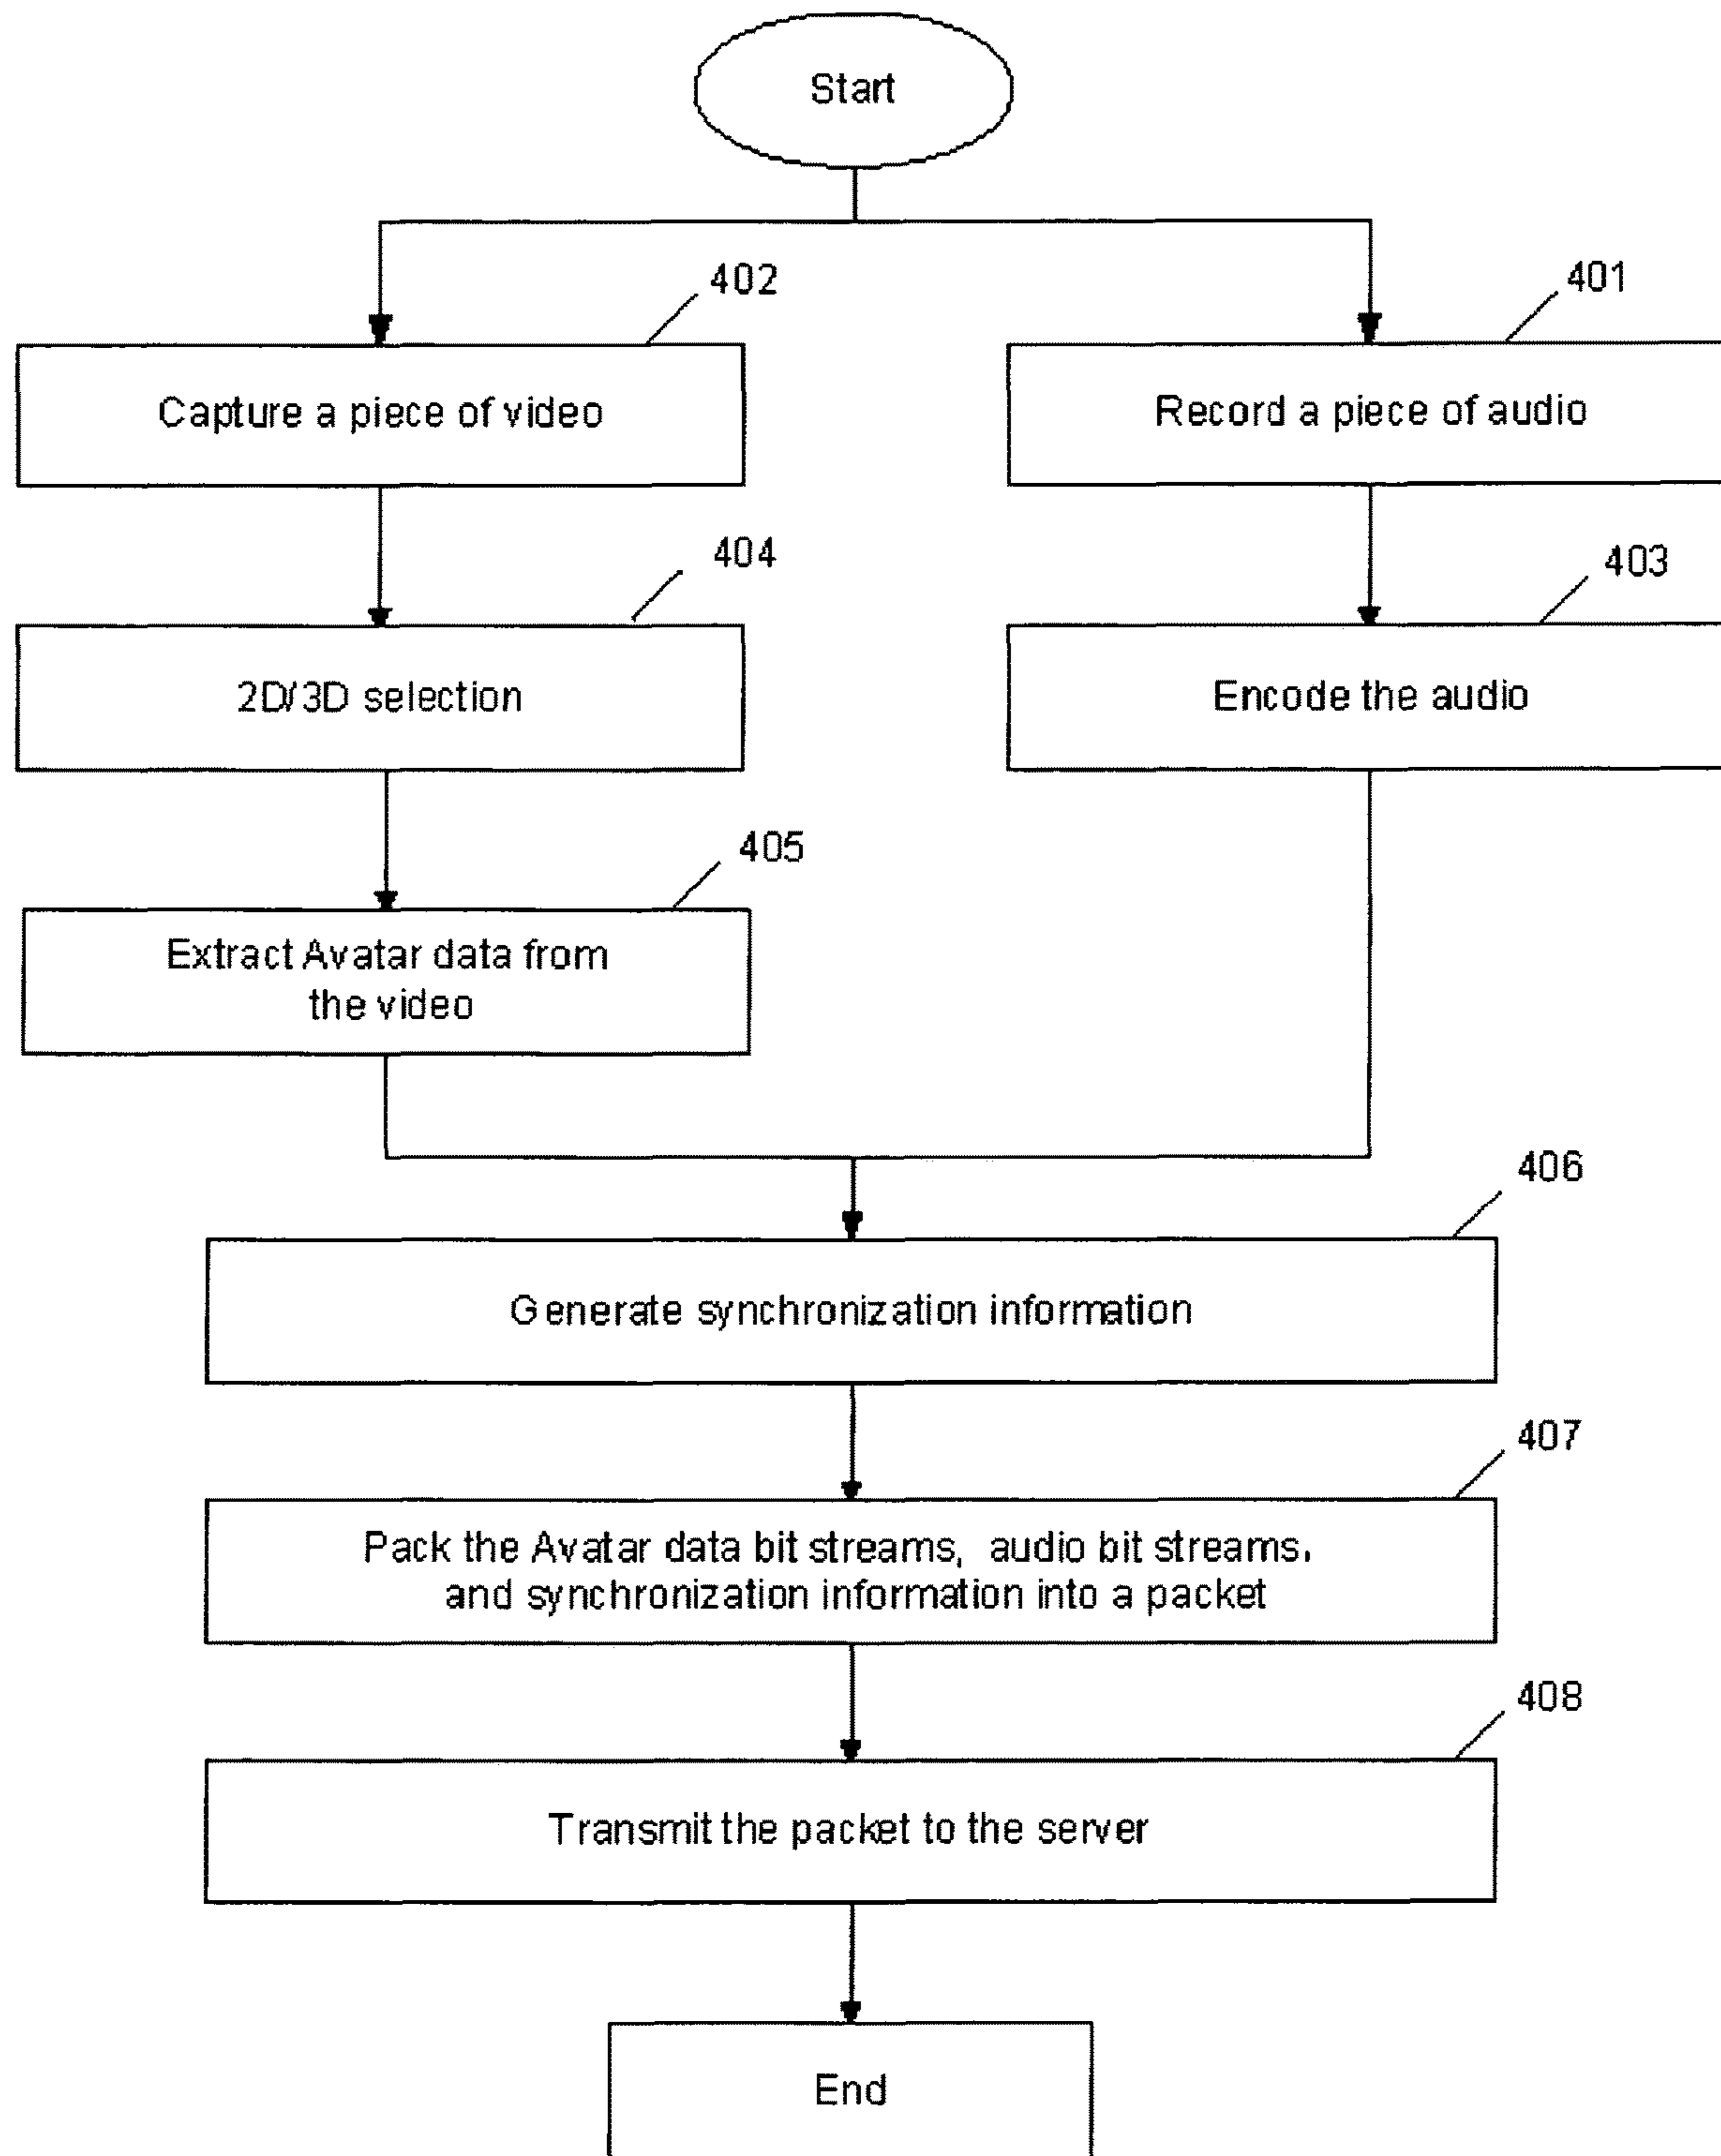 Start
402
401
Capture a piece of video
Record a piece of audio
404
403
2D/3D selection
Encode the audio
405
Extract Avatar data from
the video
406
Generate synchronization information
407
Pack the Avatar data bit streams, audio bit streams,
and synchronization information into a packet
408
Transmit the packet to the server
End